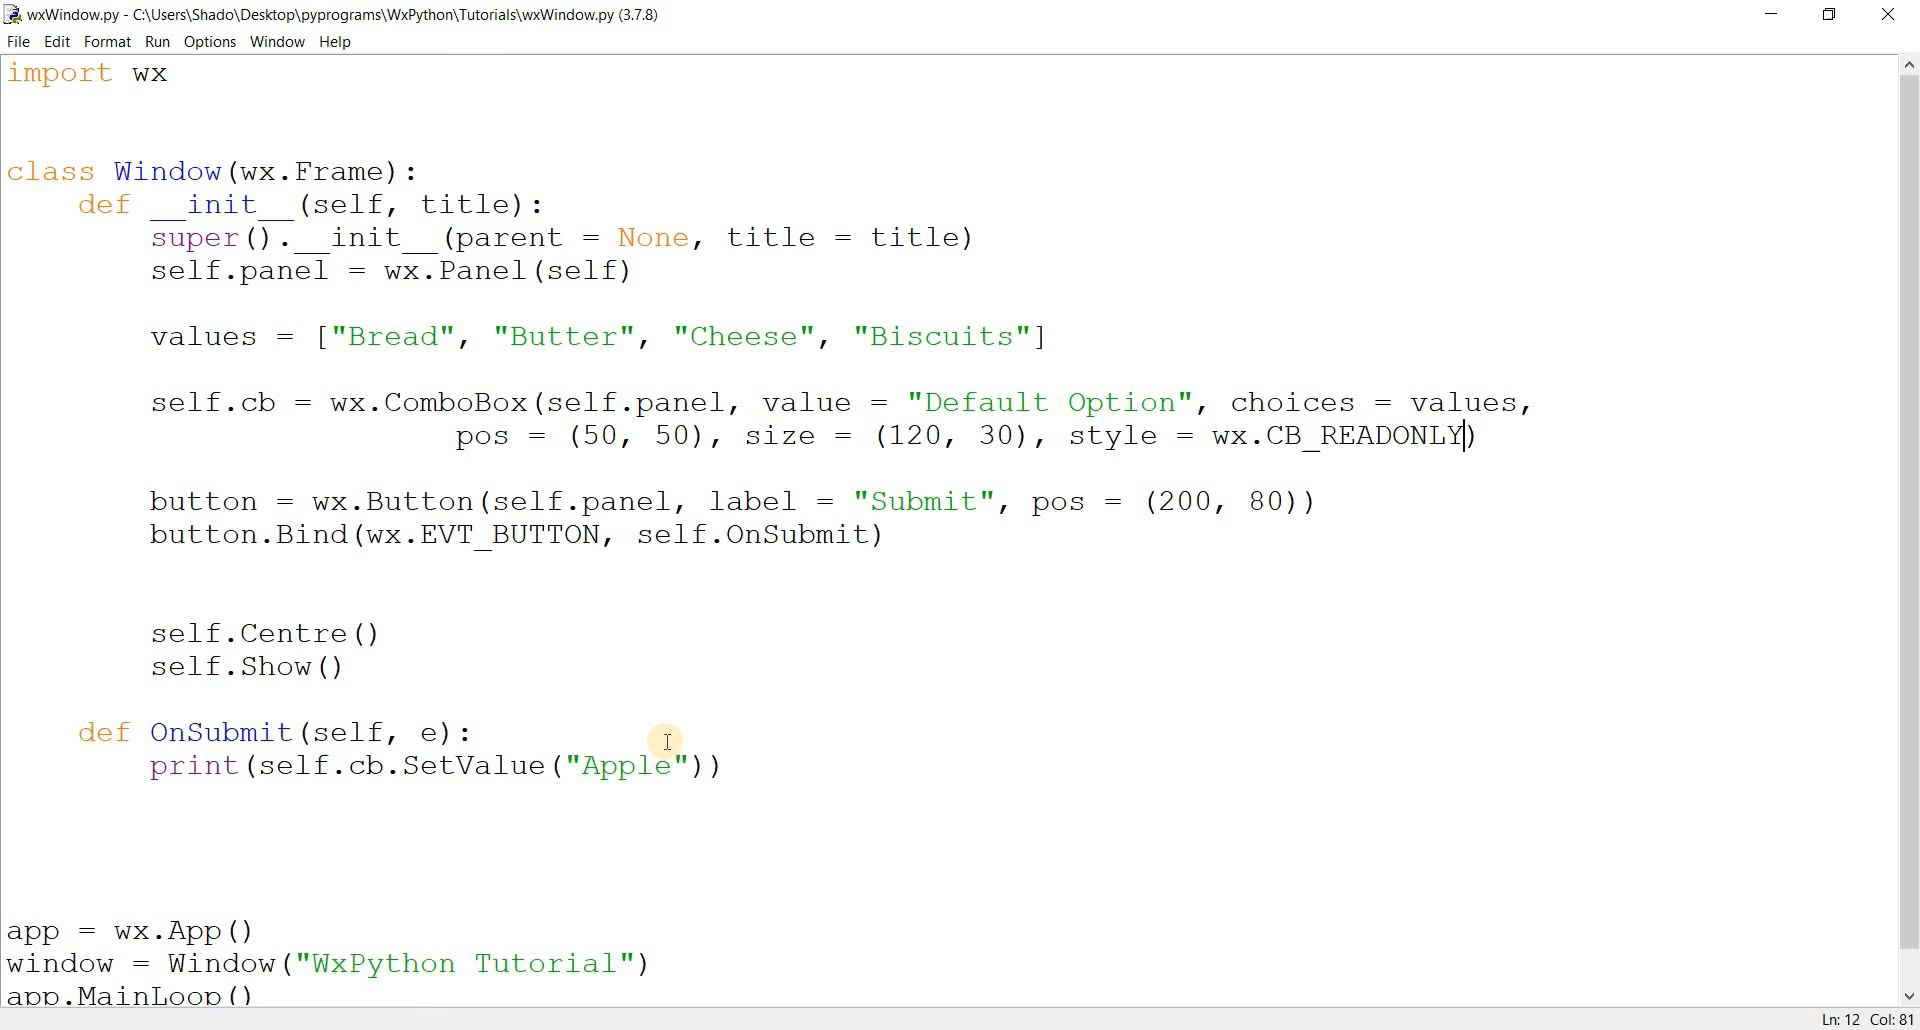 wxWindow.py - C:\Users\Shado\Desktop\pyprograms\WxPython\Tutorials\wxWindow.py (3.7.8)
File Edit Format Run Options Window Help
import wx
class Window(wx.Frame):
    def __init__(self, title):
        super().__init__(parent = None, title = title)
        self.panel = wx.Panel(self)
        values = ["Bread", "Butter", "Cheese", "Biscuits"]
        self.cb = wx.ComboBox(self.panel, value = "Default Option", choices = values,
                         pos = (50, 50), size = (120, 30), style = wx.CB_READONLY)
        button = wx.Button(self.panel, label = "Submit", pos = (200, 80))
        button.Bind(wx.EVT_BUTTON, self.OnSubmit)
        self.Centre()
        self.Show()
    def OnSubmit(self, e):
        print(self.cb.SetValue("Apple"))
app = wx.App()
window = Window("WxPython Tutorial")
app.MainLoop()
Ln: 12 Col: 81